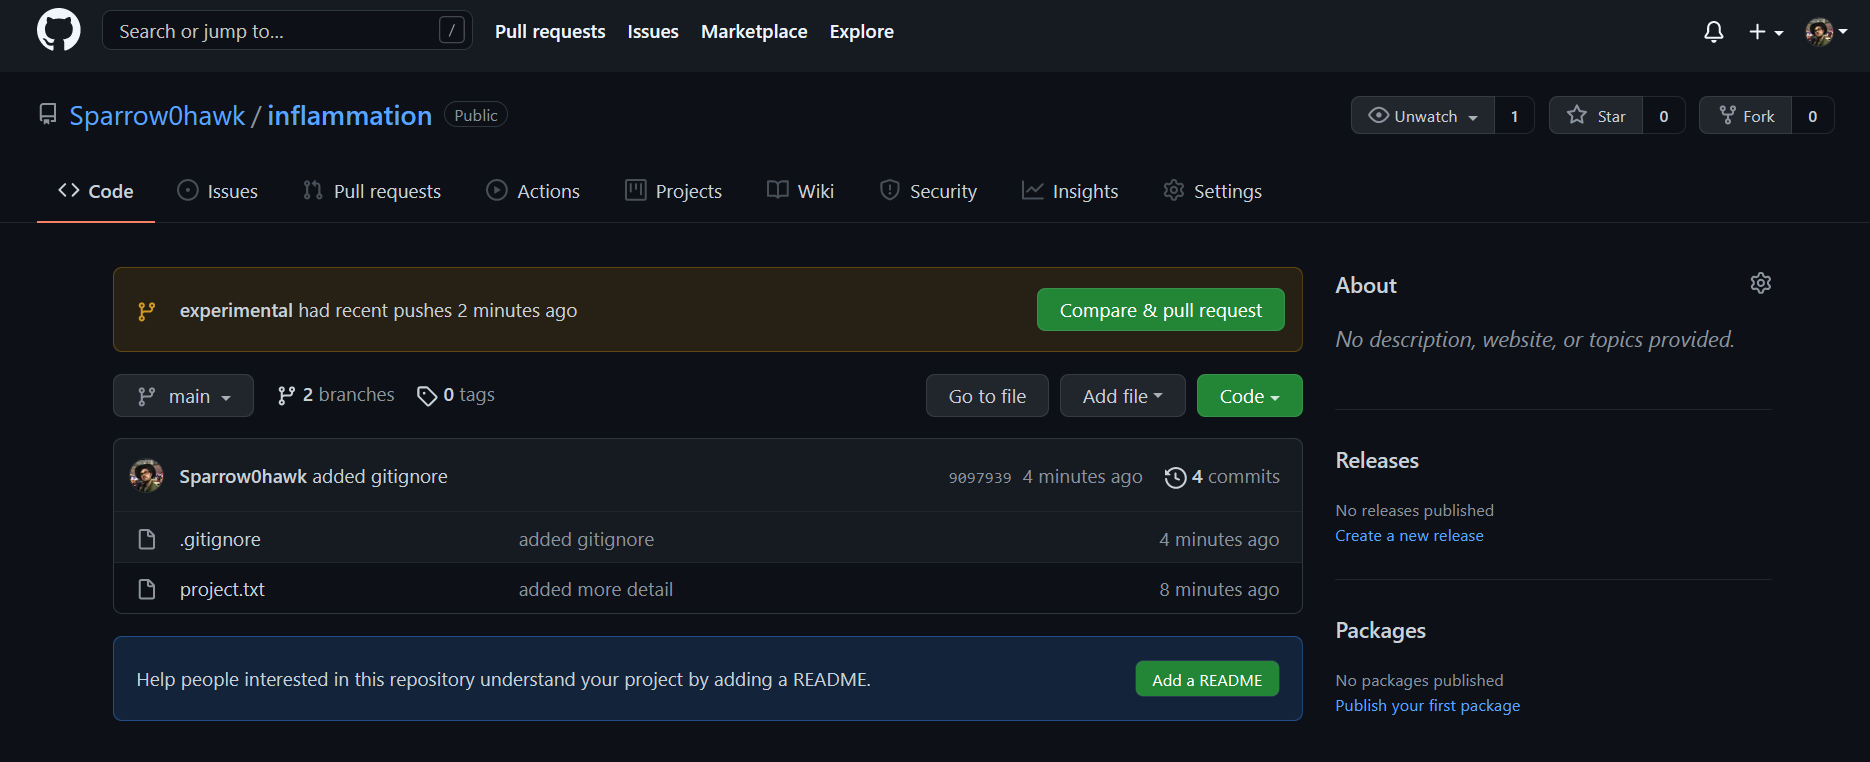 Search or jump to... /
Pull requests Issues Marketplace Explore
Sparrow0hawk / inflammation Public
Unwatch 1 Star 0 Fork 0
Code Issues Pull requests Actions Projects Wiki Security Insights Settings
experimental had recent pushes 2 minutes ago
Compare & pull request
main 2 branches 0 tags
Go to file Add file Code
Sparrow0hawk added gitignore 9097939 4 minutes ago 4 commits
.gitignore added gitignore 4 minutes ago
project.txt added more detail 8 minutes ago
Help people interested in this repository understand your project by adding a README.
Add a README
About
No description, website, or topics provided.
Releases
No releases published
Create a new release
Packages
No packages published
Publish your first package